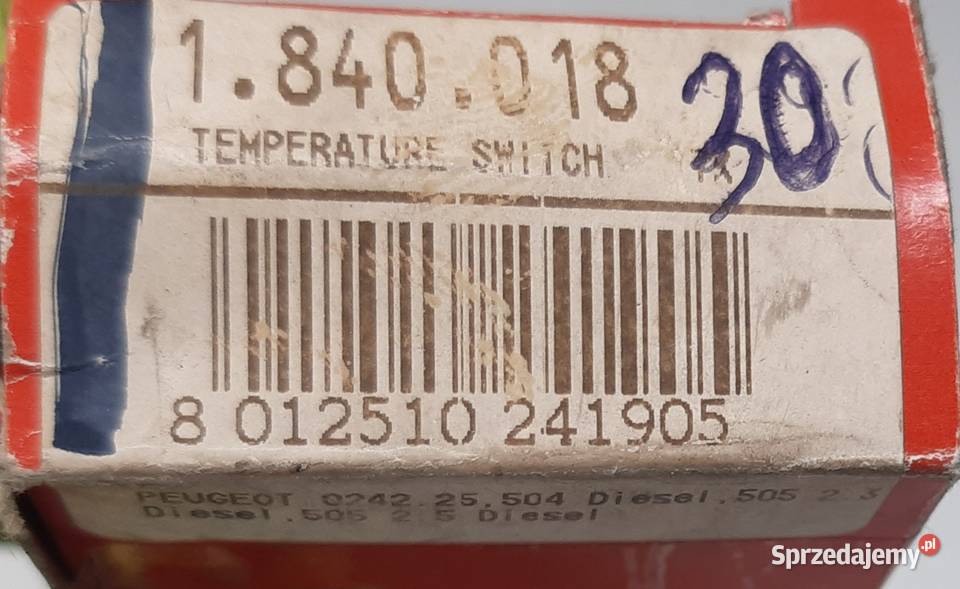 1.840.018
30
TEMPERATURE SWITCH
8 012510 241905
PEUGEOT 0242.25,504 Diesel,505 2.3
Diesel,505 2.5 Diesel
Sprzedajemy.pl